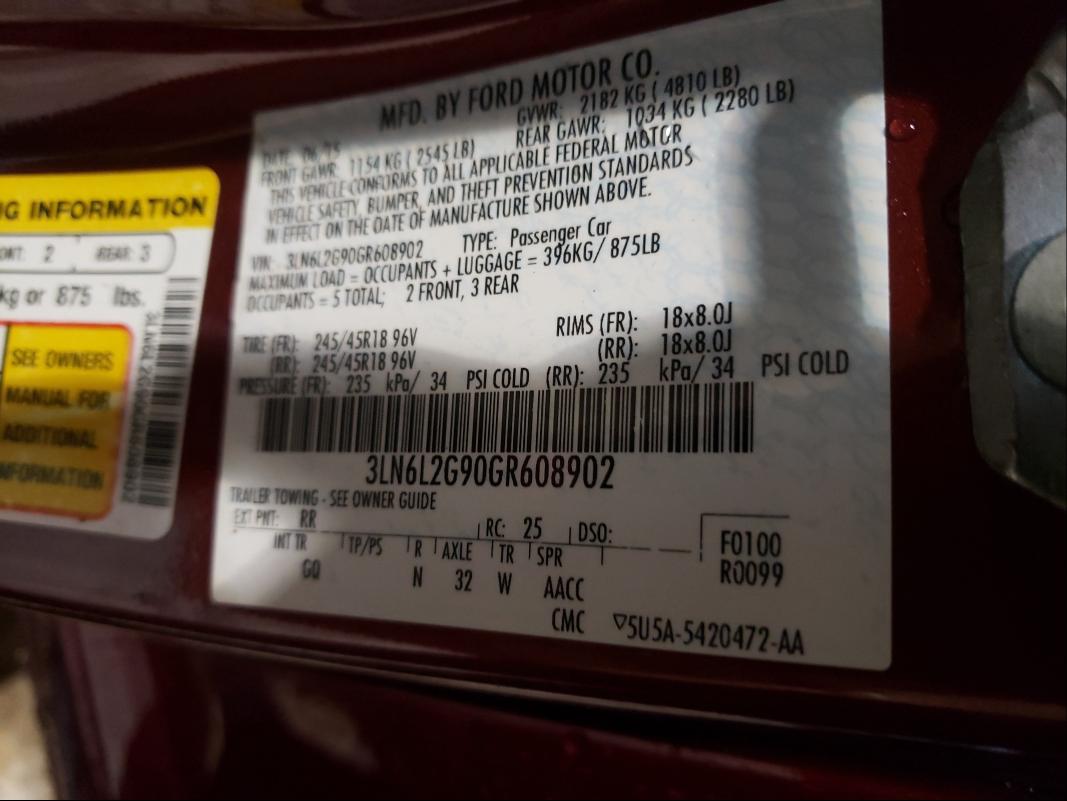 MFD. BY FORD MOTOR CO.
DATE: 06/15 GVWR: 2182 KG ( 4810 LB)
FRONT GAWR: 1154 KG ( 2545 LB) REAR GAWR: 1034 KG ( 2280 LB)
THIS VEHICLE CONFORMS TO ALL APPLICABLE FEDERAL MOTOR
VEHICLE SAFETY, BUMPER, AND THEFT PREVENTION STANDARDS
IN EFFECT ON THE DATE OF MANUFACTURE SHOWN ABOVE.
VIN: 3LN6L2G90GR608902 TYPE: Passenger Car
MAXIMUM LOAD = OCCUPANTS + LUGGAGE = 396KG/ 875LB
OCCUPANTS = 5 TOTAL; 2 FRONT, 3 REAR
TIRE (FR): 245/45R18 96V RIMS (FR): 18x8.0J
(RR): 245/45R18 96V (RR): 18x8.0J
PRESSURE (FR): 235 kPa/ 34 PSI COLD (RR): 235 kPa/ 34 PSI COLD
3LN6L2G90GR608902
TRAILER TOWING - SEE OWNER GUIDE
EXT PNT: RR RC: 25 DSO:
INT TR TP/PS R AXLE TR SPR
GQ N 32 W AACC
F0100
R0099
CMC ▽5U5A-5420472-AA
G INFORMATION
ONT: 2 REAR: 3
kg or 875 lbs.
SEE OWNERS
MANUAL FOR
ADDITIONAL
INFORMATION